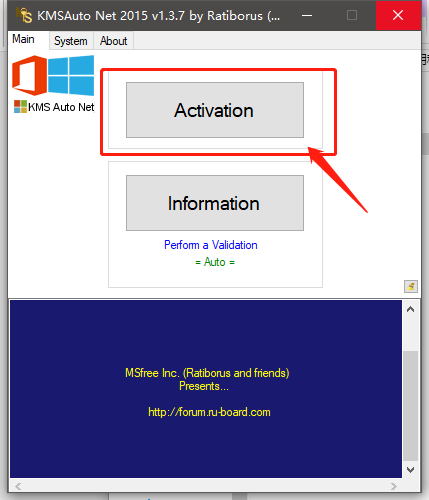 KMSAuto Net 2015 v1.3.7 by Ratiborus (...
Main System About
KMS Auto Net
Activation
Information
Perform a Validation
= Auto =
MSfree Inc. (Ratiborus and friends)
Presents...
http://forum.ru-board.com